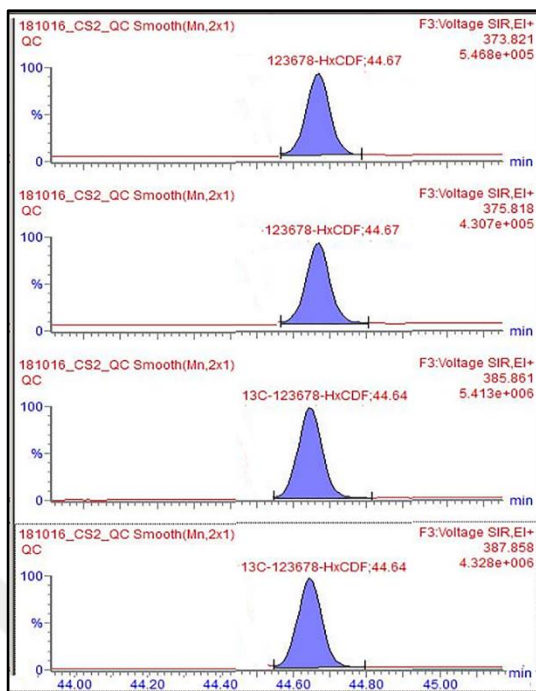 181016_CS2_QC Smooth(Mn,2x1) F3:Voltage SIR,EI+
QC 373.821
5.468e+005
123678-HxCDF;44.67
100
%
0
min
181016_CS2_QC Smooth(Mn,2x1) F3:Voltage SIR,EI+
QC 375.818
4.307e+005
123678-HxCDF;44.67
100
%
0
min
181016_CS2_QC Smooth(Mn,2x1) F3:Voltage SIR,EI+
QC 385.861
5.413e+006
13C-123678-HxCDF;44.64
100
%
0
min
181016_CS2_QC Smooth(Mn,2x1) F3:Voltage SIR,EI+
QC 387.858
4.328e+006
13C-123678-HxCDF;44.64
100
%
0
min
44.00 44.20 44.40 44.60 44.80 45.00